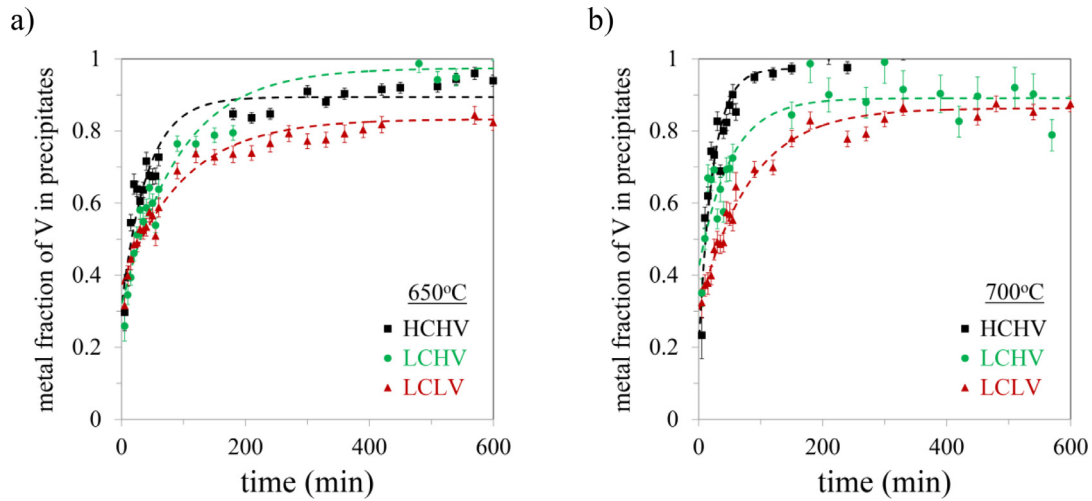 a)
metal fraction of V in precipitates
1
0.8
0.6
0.4
0.2
0
0
200
400
600
time (min)
650°C
HCHV
LCHV
LCLV
b)
metal fraction of V in precipitates
1
0.8
0.6
0.4
0.2
0
0
200
400
600
time (min)
700°C
HCHV
LCHV
LCLV